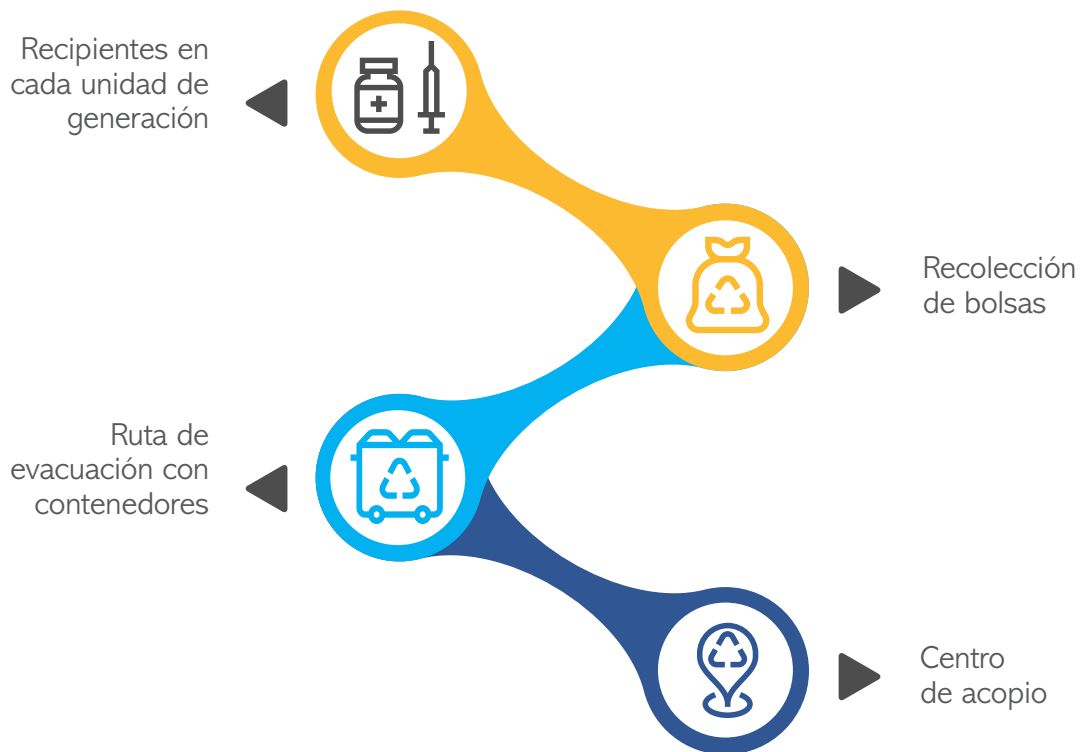 Recipientes en
cada unidad de
generación
Recolección
de bolsas
Ruta de
evacuación con
contenedores
Centro
de acopio